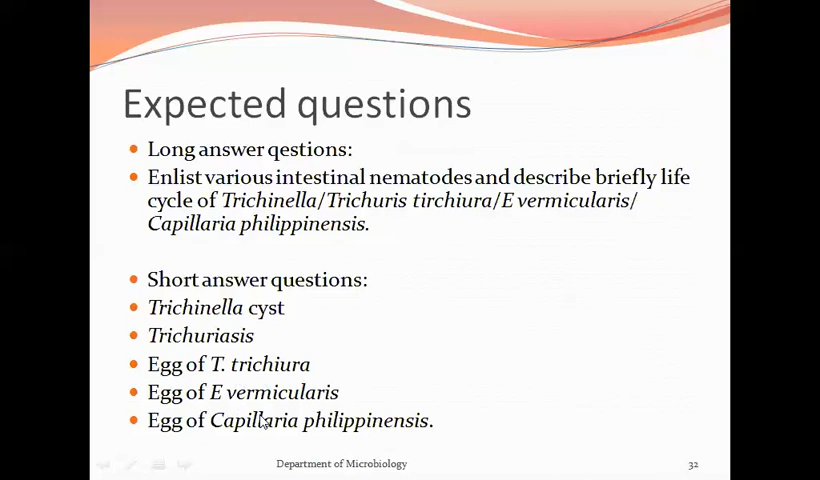 Expected questions
Long answer qestions:
Enlist various intestinal nematodes and describe briefly life
cycle of Trichinella/Trichuris tirchiura/E vermicularis/
Capillaria philippinensis.
Short answer questions:
Trichinella cyst
Trichuriasis
Egg of T. trichiura
Egg of E vermicularis
Egg of Capillaria philippinensis.
Department of Microbiology
32